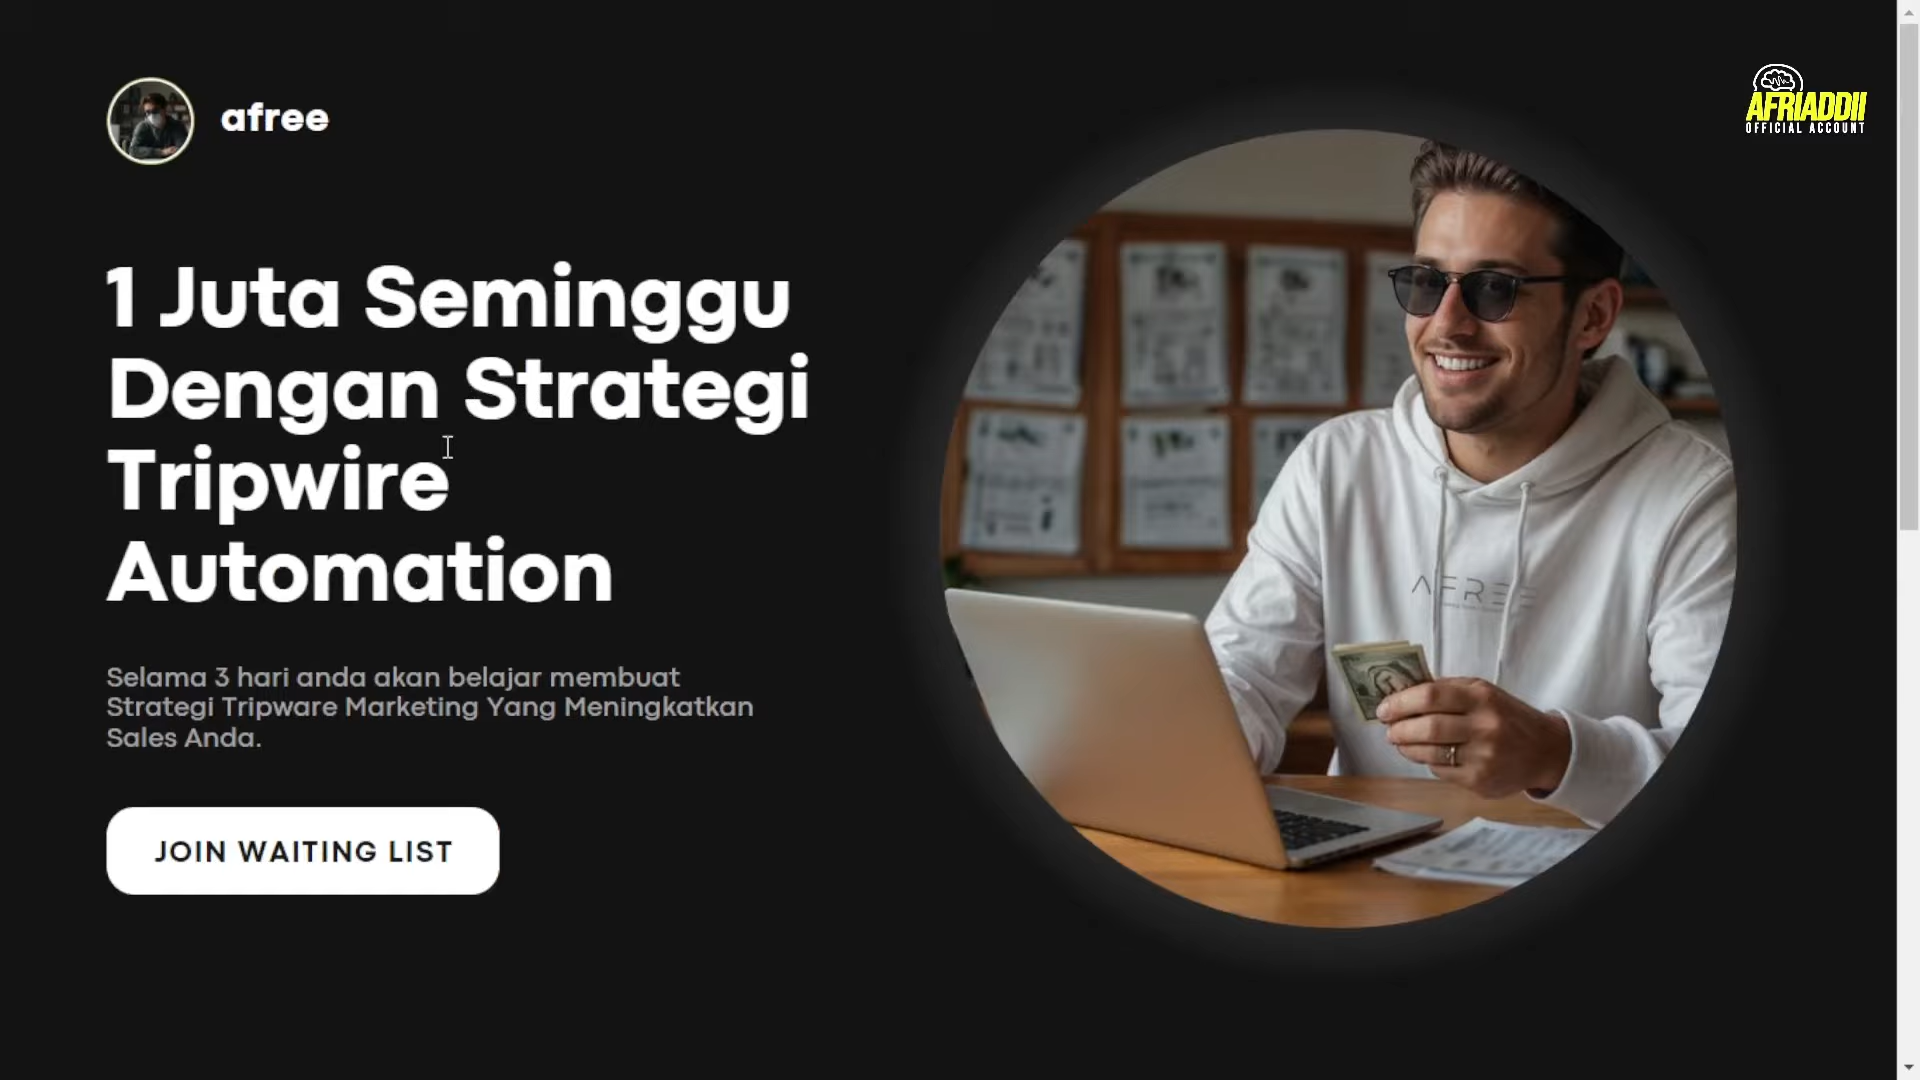 afree
AFRIADDII
OFFICIAL ACCOUNT
1 Juta Seminggu
Dengan Strategi
Tripwire
Automation
Selama 3 hari anda akan belajar membuat
Strategi Tripware Marketing Yang Meningkatkan
Sales Anda.
JOIN WAITING LIST
AFREE